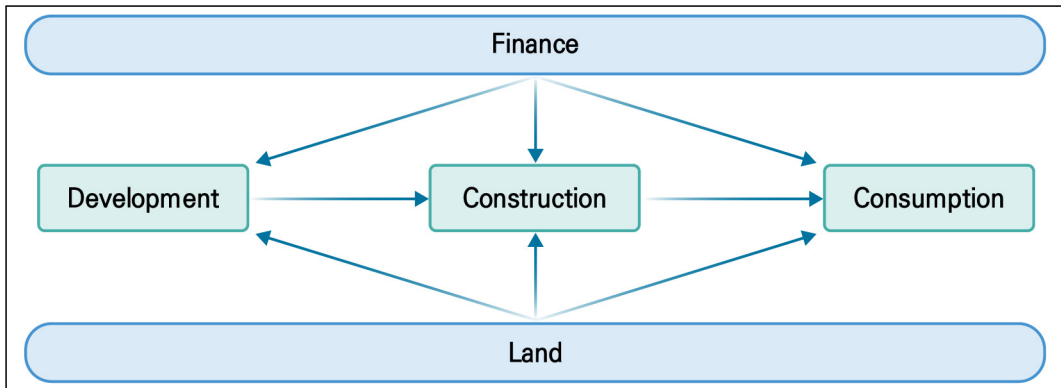 Finance
Development
Construction
Consumption
Land